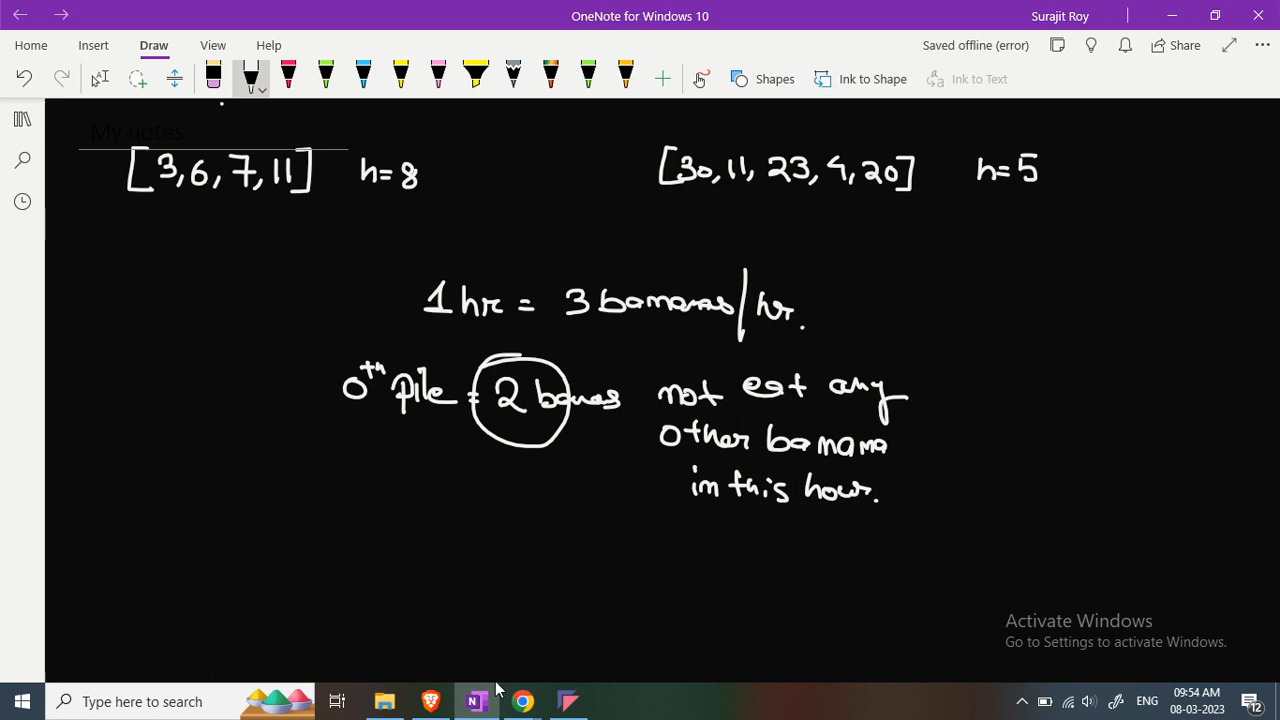 OneNote for Windows 10
Surajit Roy
Home Insert Draw View Help
Saved offline (error)
Share
Shapes
Ink to Shape
Ink to Text
My notes
[3,6,7,11] h=8
[30,11,23,4,20] h=5
1 hr = 3 bananas/hr.
0th Pile = 2 banas not eat any
other banana
in this hour.
Activate Windows
Go to Settings to activate Windows.
Type here to search
ENG
09:54 AM
08-03-2023
12